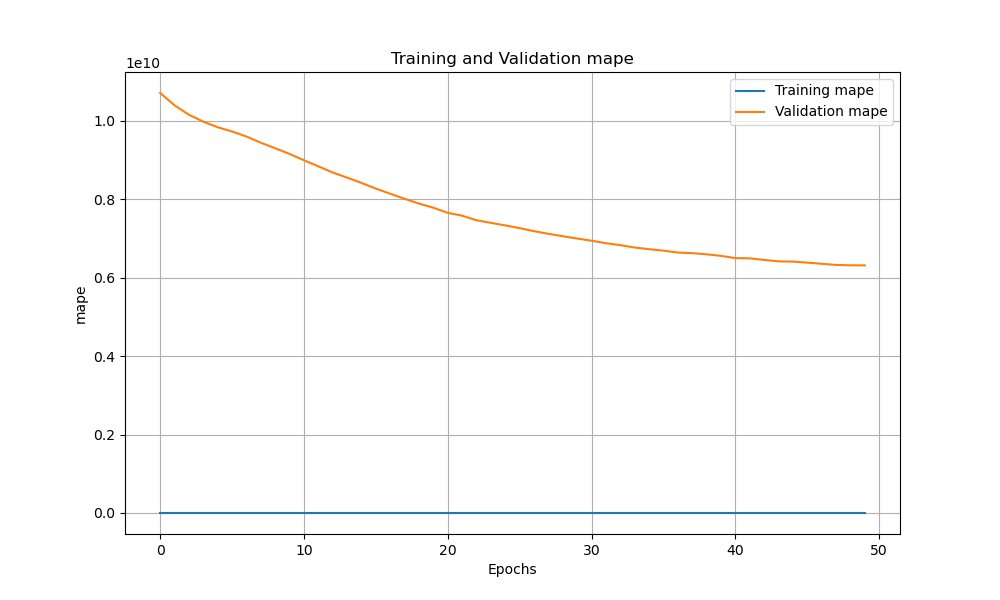 Training and Validation mape
1e10
Training mape
Validation mape
1.0
0.8
0.6
0.4
0.2
0.0
mape
0 10 20 30 40 50
Epochs